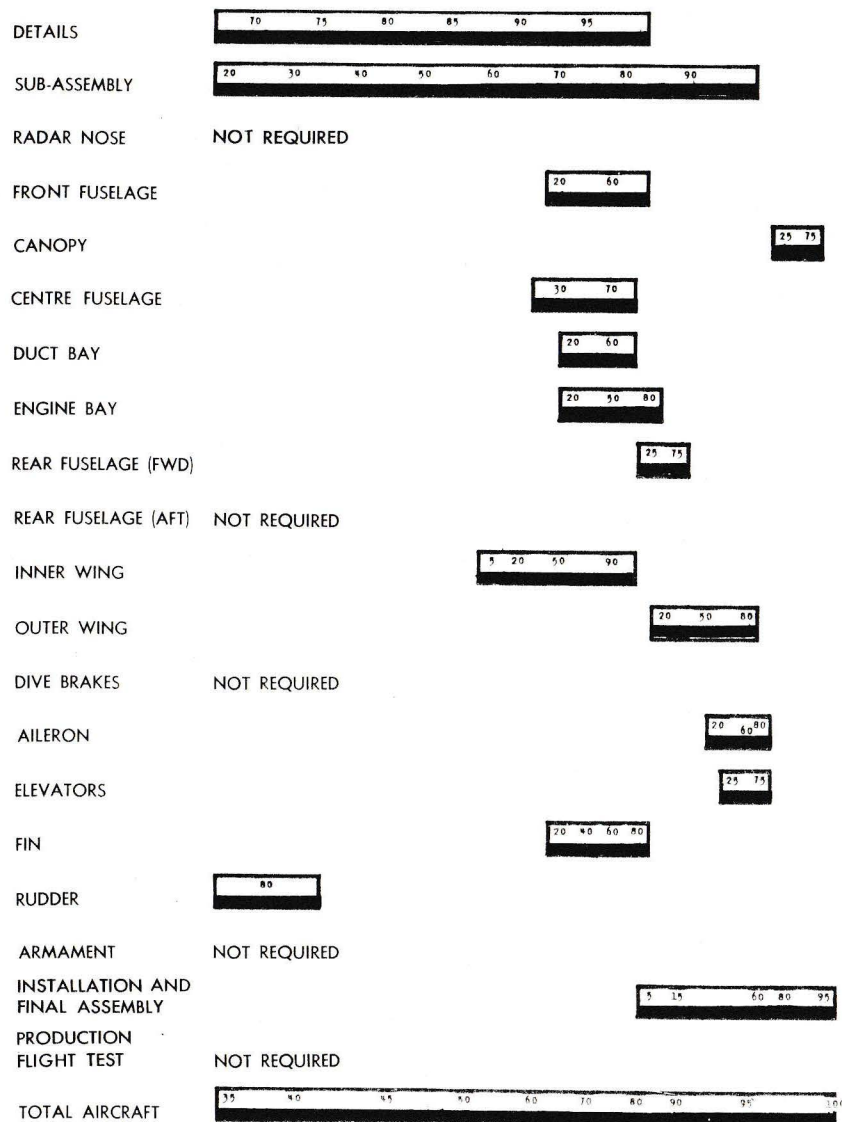 70 75 80 85 90 95
DETAILS
20 30 40 50 60 70 80 90
SUB-ASSEMBLY
RADAR NOSE NOT REQUIRED
20 60
FRONT FUSELAGE
25 75
CANOPY
30 70
CENTRE FUSELAGE
20 60
DUCT BAY
20 50 80
ENGINE BAY
25 75
REAR FUSELAGE (FWD)
REAR FUSELAGE (AFT) NOT REQUIRED
5 20 50 90
INNER WING
20 50 80
OUTER WING
DIVE BRAKES NOT REQUIRED
20 60 80
AILERON
25 75
ELEVATORS
20 40 60 80
FIN
80
RUDDER
ARMAMENT NOT REQUIRED
INSTALLATION AND
FINAL ASSEMBLY
5 15 60 80 95
PRODUCTION
FLIGHT TEST NOT REQUIRED
35 40 45 50 60 70 80 90 95 100
TOTAL AIRCRAFT